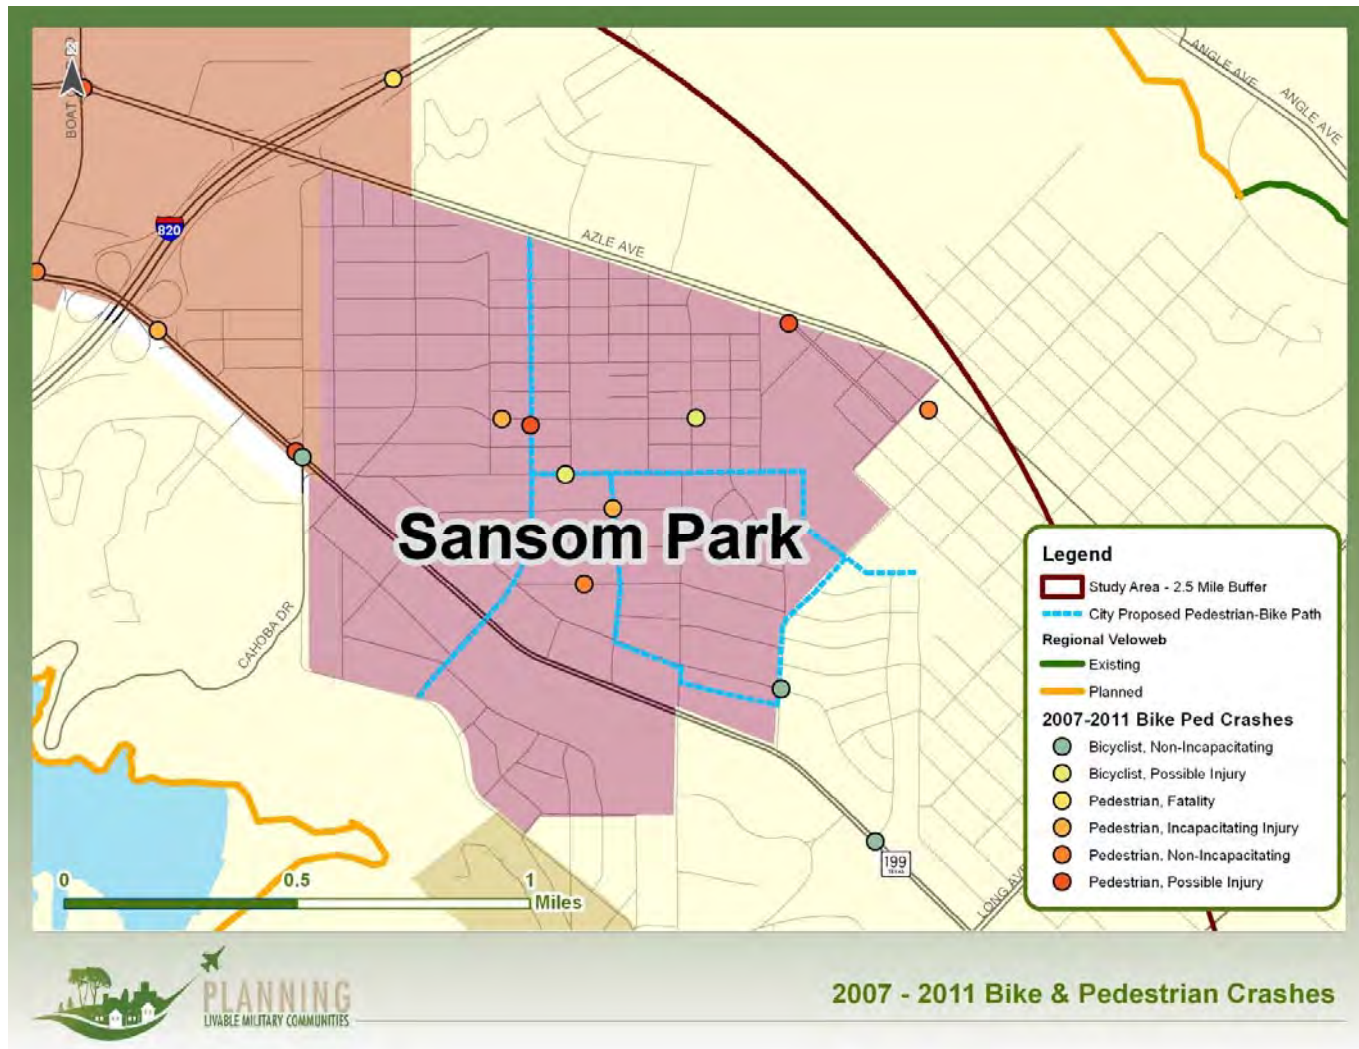 N
BOAT
ANGLE AVE
ANGLE AVE
820
AZLE AVE
Sansom Park
CAHOBA DR
199
LONG AVE
0 0.5 1
Miles
Legend
Study Area - 2.5 Mile Buffer
City Proposed Pedestrian-Bike Path
Regional Veloweb
Existing
Planned
2007-2011 Bike Ped Crashes
Bicyclist, Non-Incapacitating
Bicyclist, Possible Injury
Pedestrian, Fatality
Pedestrian, Incapacitating Injury
Pedestrian, Non-Incapacitating
Pedestrian, Possible Injury
PLANNING
LIVABLE MILITARY COMMUNITIES
2007 - 2011 Bike & Pedestrian Crashes